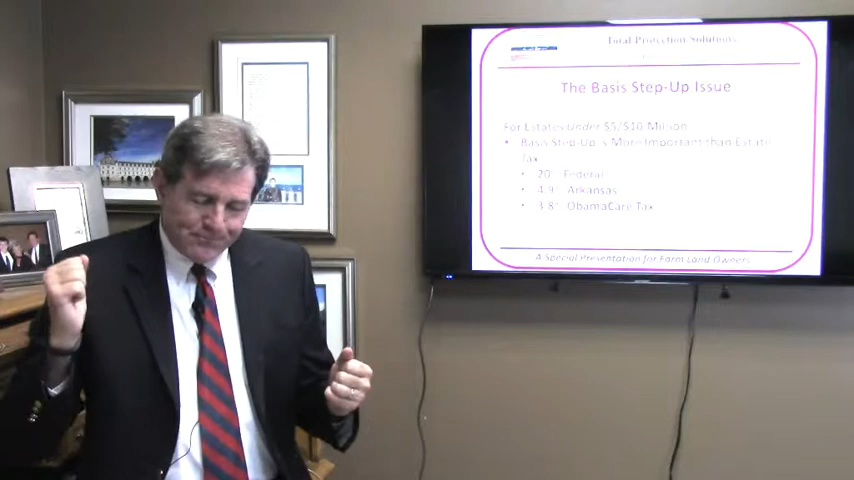 Total Protection Solutions
The Basis Step-Up Issue
For Estates Under $5/$10 Million
• Basis Step-Up is More Important than Estate
Tax
• 20% Federal
• 4.9% Arkansas
• 3.8% ObamaCare Tax
A Special Presentation for Farm Land Owners